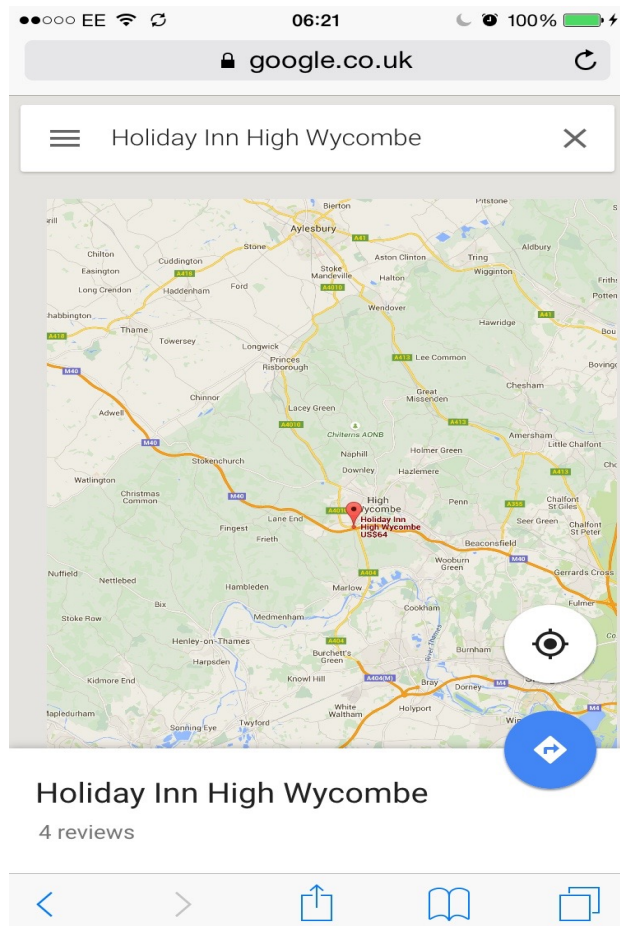 EE
06:21
100%
google.co.uk
Holiday Inn High Wycombe
Bierton
Pitstone
Aylesbury
A41
Stone
Aldbury
Chilton
Cuddington
Aston Clinton
Tring
Easington
A418
Stoke
Mandeville
Halton
Wigginton
Long Crendon
Haddenham
Ford
A4010
Wendover
A41
Thame
Hawridge
A418
Towersey
Longwick
Princes
Risborough
A413
Lee Common
M40
Chinnor
Great
Missenden
Chesham
Adwell
Lacey Green
A4010
A413
Chilterns AONB
Amersham
M40
Little Chalfont
Stokenchurch
Naphill
Holmer Green
Downley
Hazlemere
A413
Watlington
Christmas
Common
M40
High
Wycombe
Penn
A355
Chalfont
St Giles
A4010
Holiday Inn
High Wycombe
US$64
Lane End
Seer Green
Chalfont
St Peter
Fingest
Frieth
Beaconsfield
Wooburn
Green
M40
Nuffield
Nettlebed
A404
Gerrards Cross
Hambleden
Marlow
Bix
Cookham
Fulmer
Stoke Row
Medmenham
Henley-on-Thames
A404
River Thames
Harpsden
Burchett's
Green
Burnham
Kidmore End
Knowl Hill
A404(M)
Bray
Dorney
M4
White
Waltham
Holyport
M4
Mapledurham
Sonning Eye
Twyford
Holiday Inn High Wycombe
4 reviews